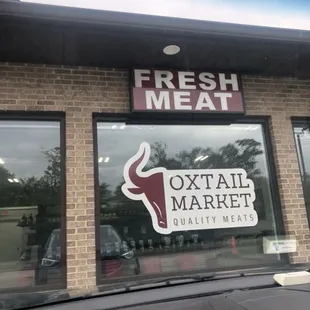 FRESH
MEAT
OXTAIL
MARKET
QUALITY MEATS